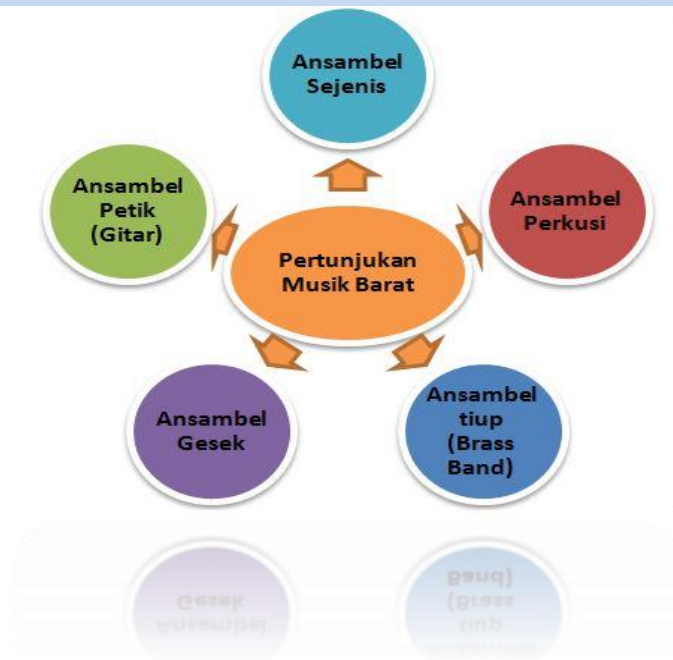 Ansambel
Sejenis
Ansambel
Petik
(Gitar)
Ansambel
Perkusi
Pertunjukan
Musik Barat
Ansambel
Gesek
Ansambel
tiup
(Brass
Band)